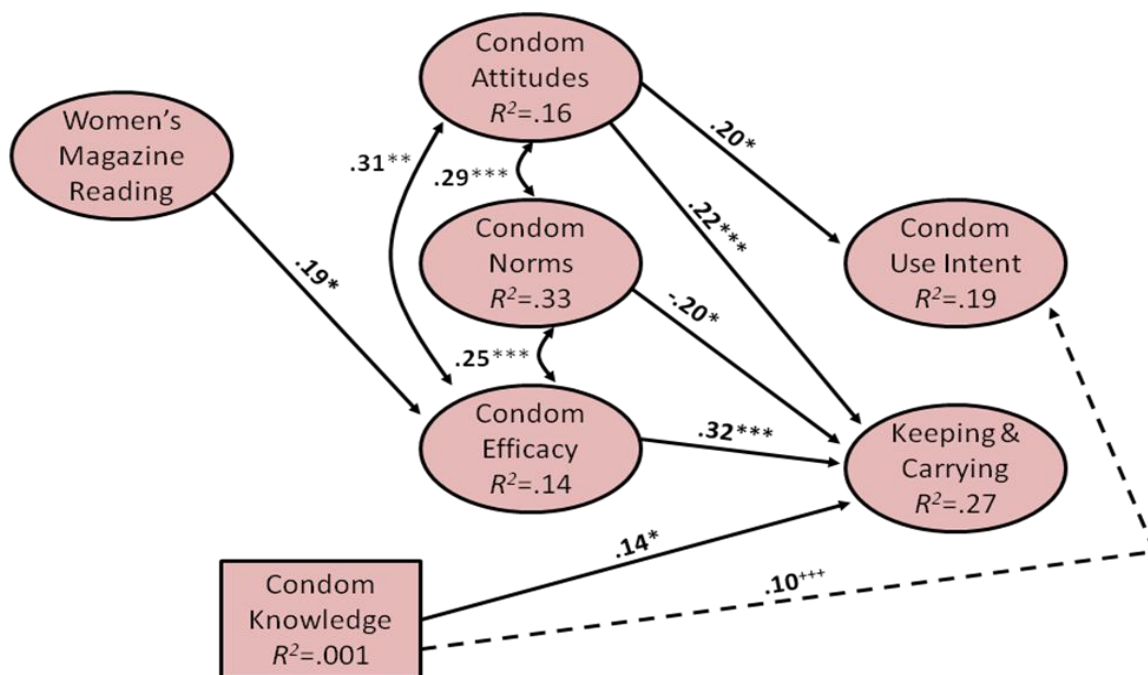 Condom
Attitudes
R²=.16
Women's
Magazine
Reading
.31**
.29***
.20*
.22***
Condom
Norms
R²=.33
Condom
Use Intent
R²=.19
.19*
-.20*
.25***
Condom
Efficacy
R²=.14
.32***
Keeping &
Carrying
R²=.27
.14*
.10+++
Condom
Knowledge
R²=.001